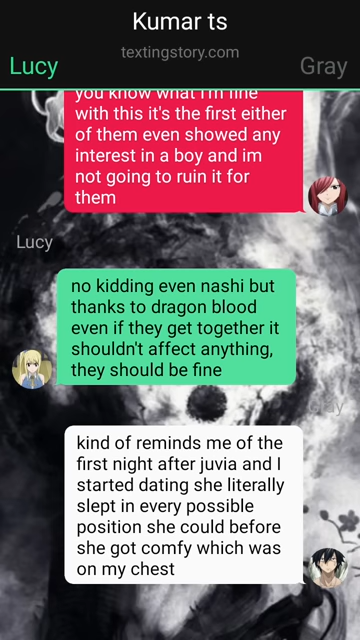 Kumar ts
textingstory.com
Lucy
Gray
you know what I'm fine
with this it's the first either
of them even showed any
interest in a boy and im
not going to ruin it for
them
Lucy
no kidding even nashi but
thanks to dragon blood
even if they get together it
shouldn't affect anything,
they should be fine
kind of reminds me of the
first night after juvia and I
started dating she literally
slept in every possible
position she could before
she got comfy which was
on my chest